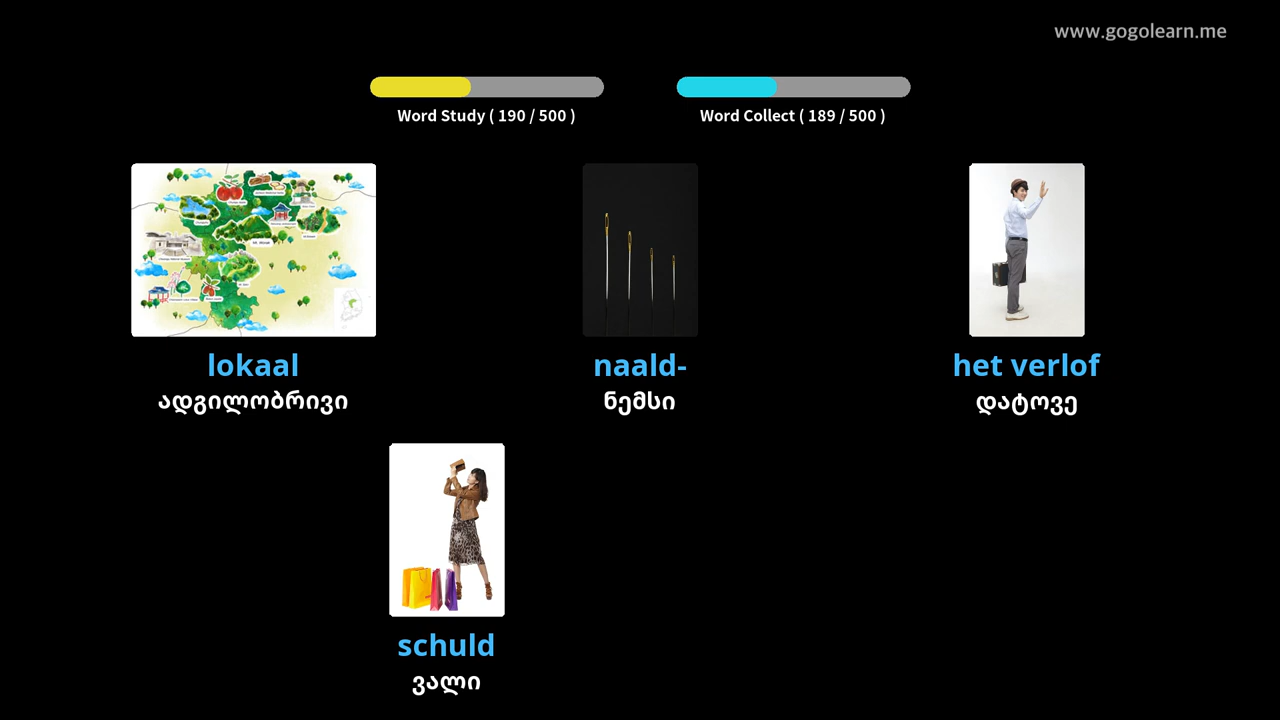 www.gogolearn.me
Word Study ( 190 / 500 )
Word Collect ( 189 / 500 )
lokaal
ადგილობრივი
naald-
ნემსი
het verlof
დატოვე
schuld
ვალი